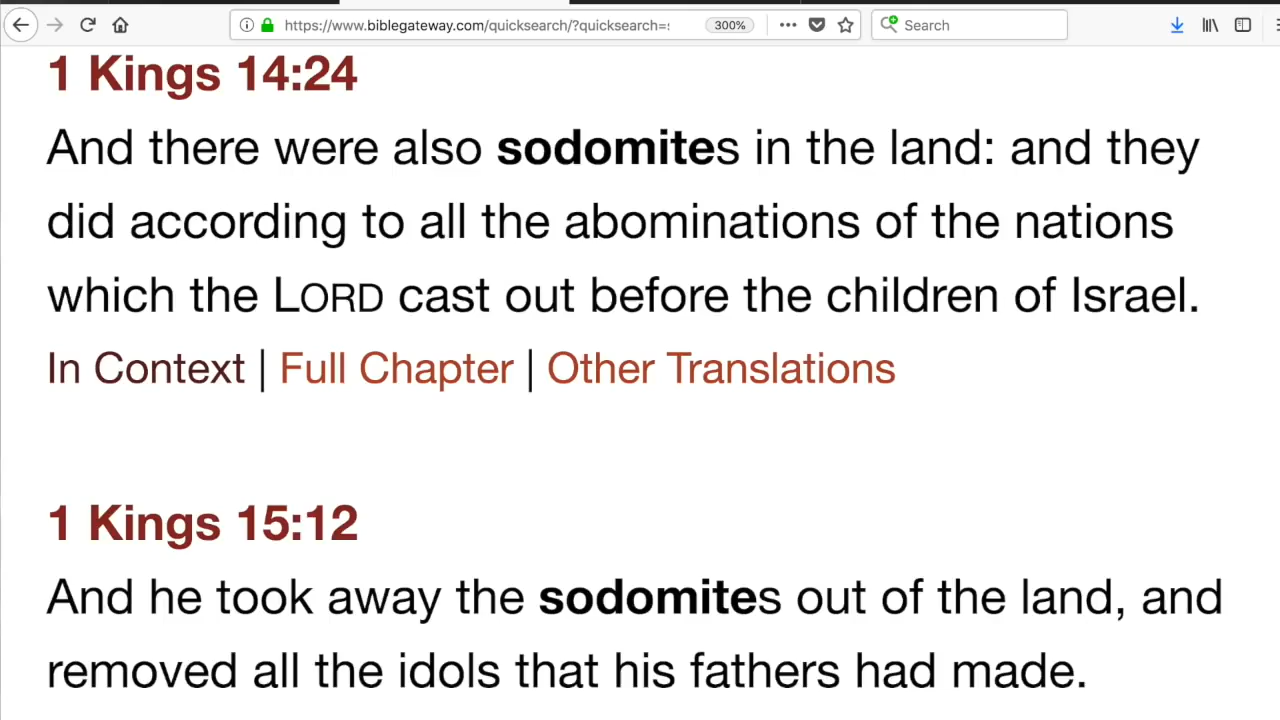 https://www.biblegateway.com/quicksearch/?quicksearch=s
300%
Search
1 Kings 14:24
And there were also sodomites in the land: and they
did according to all the abominations of the nations
which the LORD cast out before the children of Israel.
In Context | Full Chapter | Other Translations
1 Kings 15:12
And he took away the sodomites out of the land, and
removed all the idols that his fathers had made.